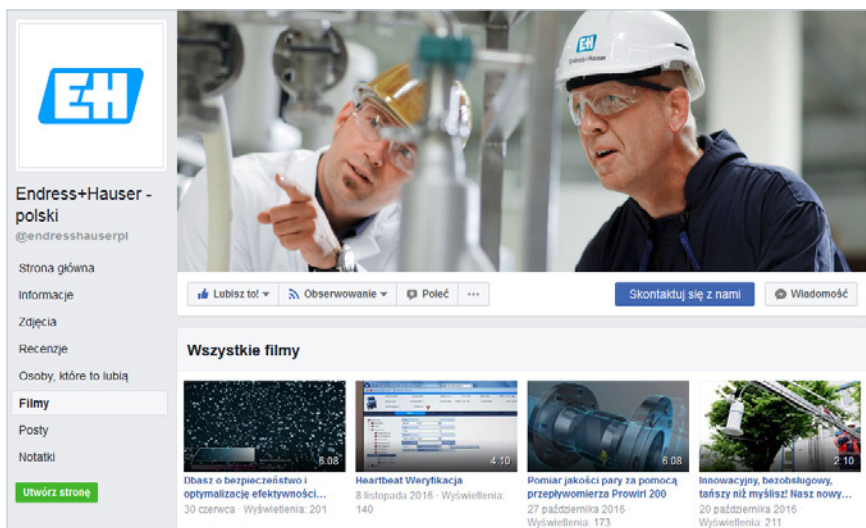 EH
EH
Endress+Hauser
Endress+Hauser -
polski
@endresshauserpl
Strona główna
Informacje
Zdjęcia
Recenzje
Osoby, które to lubią
Filmy
Posty
Notatki
Utwórz stronę
Lubisz to!
Obserwowanie
Poleć
...
Skontaktuj się z nami
Wiadomość
Wszystkie filmy
6:08
Dbasz o bezpieczeństwo i
optymalizację efektywności...
30 czerwca · Wyświetlenia: 201
4:10
Heartbeat Weryfikacja
8 listopada 2016 · Wyświetlenia:
140
6:08
Pomiar jakości pary za pomocą
przepływomierza Prowirl 200
27 października 2016 ·
Wyświetlenia: 173
2:10
Innowacyjny, bezobsługowy,
tańszy niż myślisz! Nasz nowy...
20 października 2016 ·
Wyświetlenia: 211